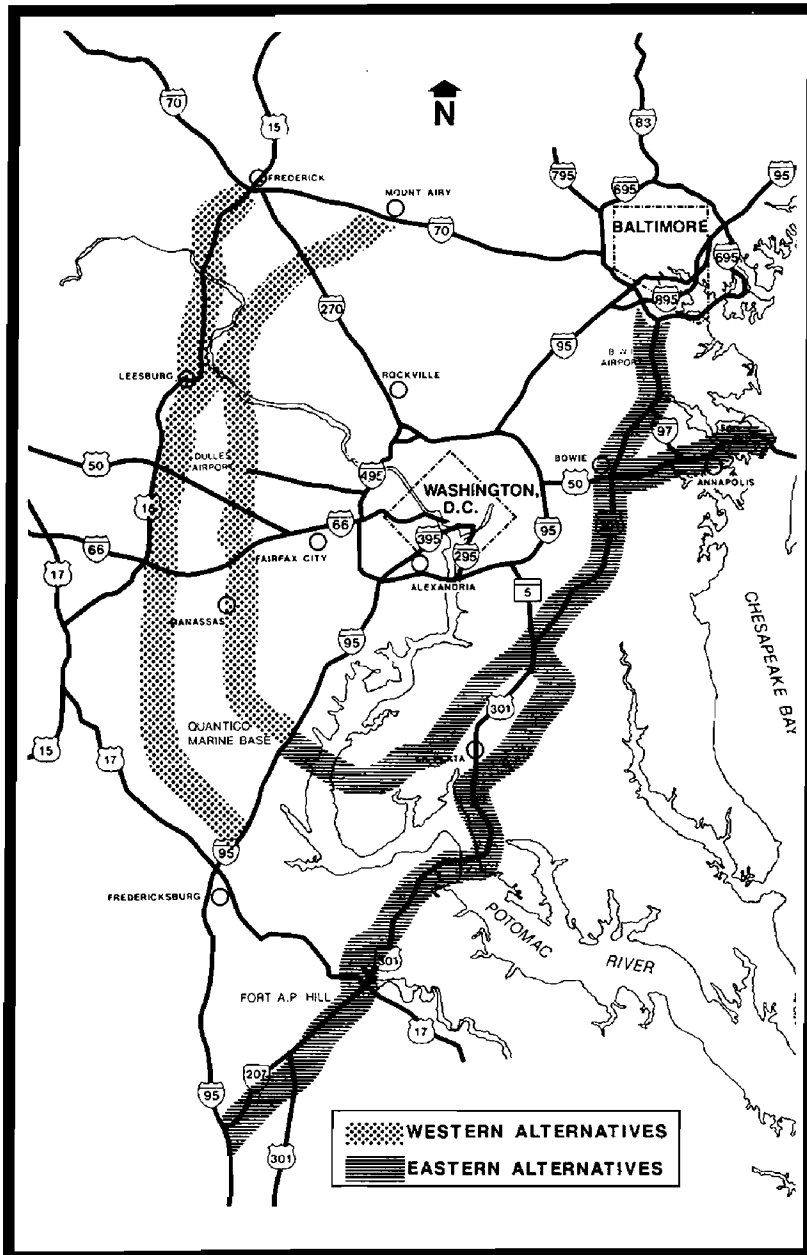 70
15
N
83
FREDERICK
795
695
95
MOUNT AIRY
70
BALTIMORE
695
895
270
95
B.W.I.
AIRPORT
LEESBURG
ROCKVILLE
97
BOWIE
50
DULLES
AIRPORT
495
50
ANNAPOLIS
WASHINGTON,
D.C.
15
66
395
95
66
FAIRFAX CITY
295
17
ALEXANDRIA
5
MANASSAS
95
CHESAPEAKE BAY
301
QUANTICO
MARINE BASE
15
17
LA PLATA
95
FREDERICKSBURG
POTOMAC
RIVER
301
FORT A.P. HILL
17
207
95
301
WESTERN ALTERNATIVES
EASTERN ALTERNATIVES